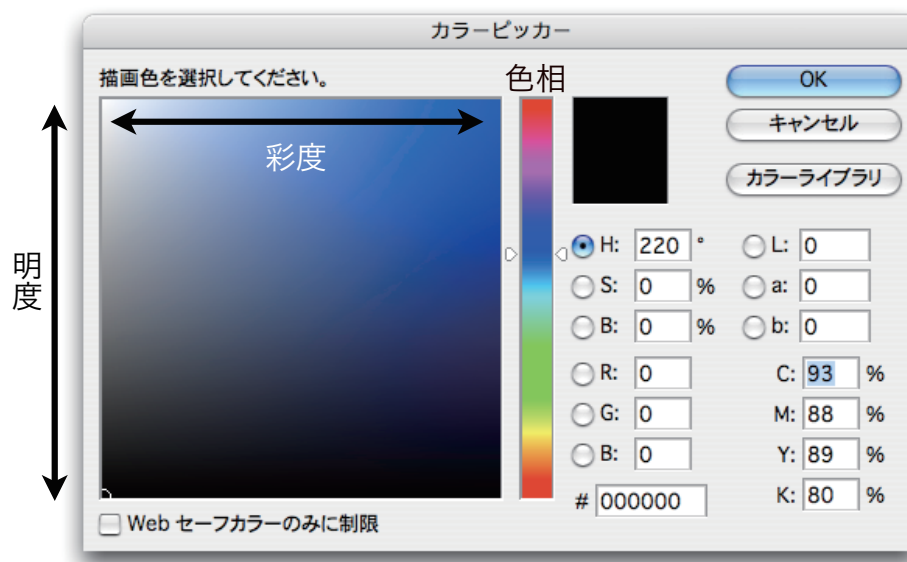 カラーピッカー
描画色を選択してください。
色相
OK
キャンセル
カラーライブラリ
彩度
明度
H: 220 °
S: 0 %
B: 0 %
R: 0
G: 0
B: 0
# 000000
L: 0
a: 0
b: 0
C: 93 %
M: 88 %
Y: 89 %
K: 80 %
Web セーフカラーのみに制限